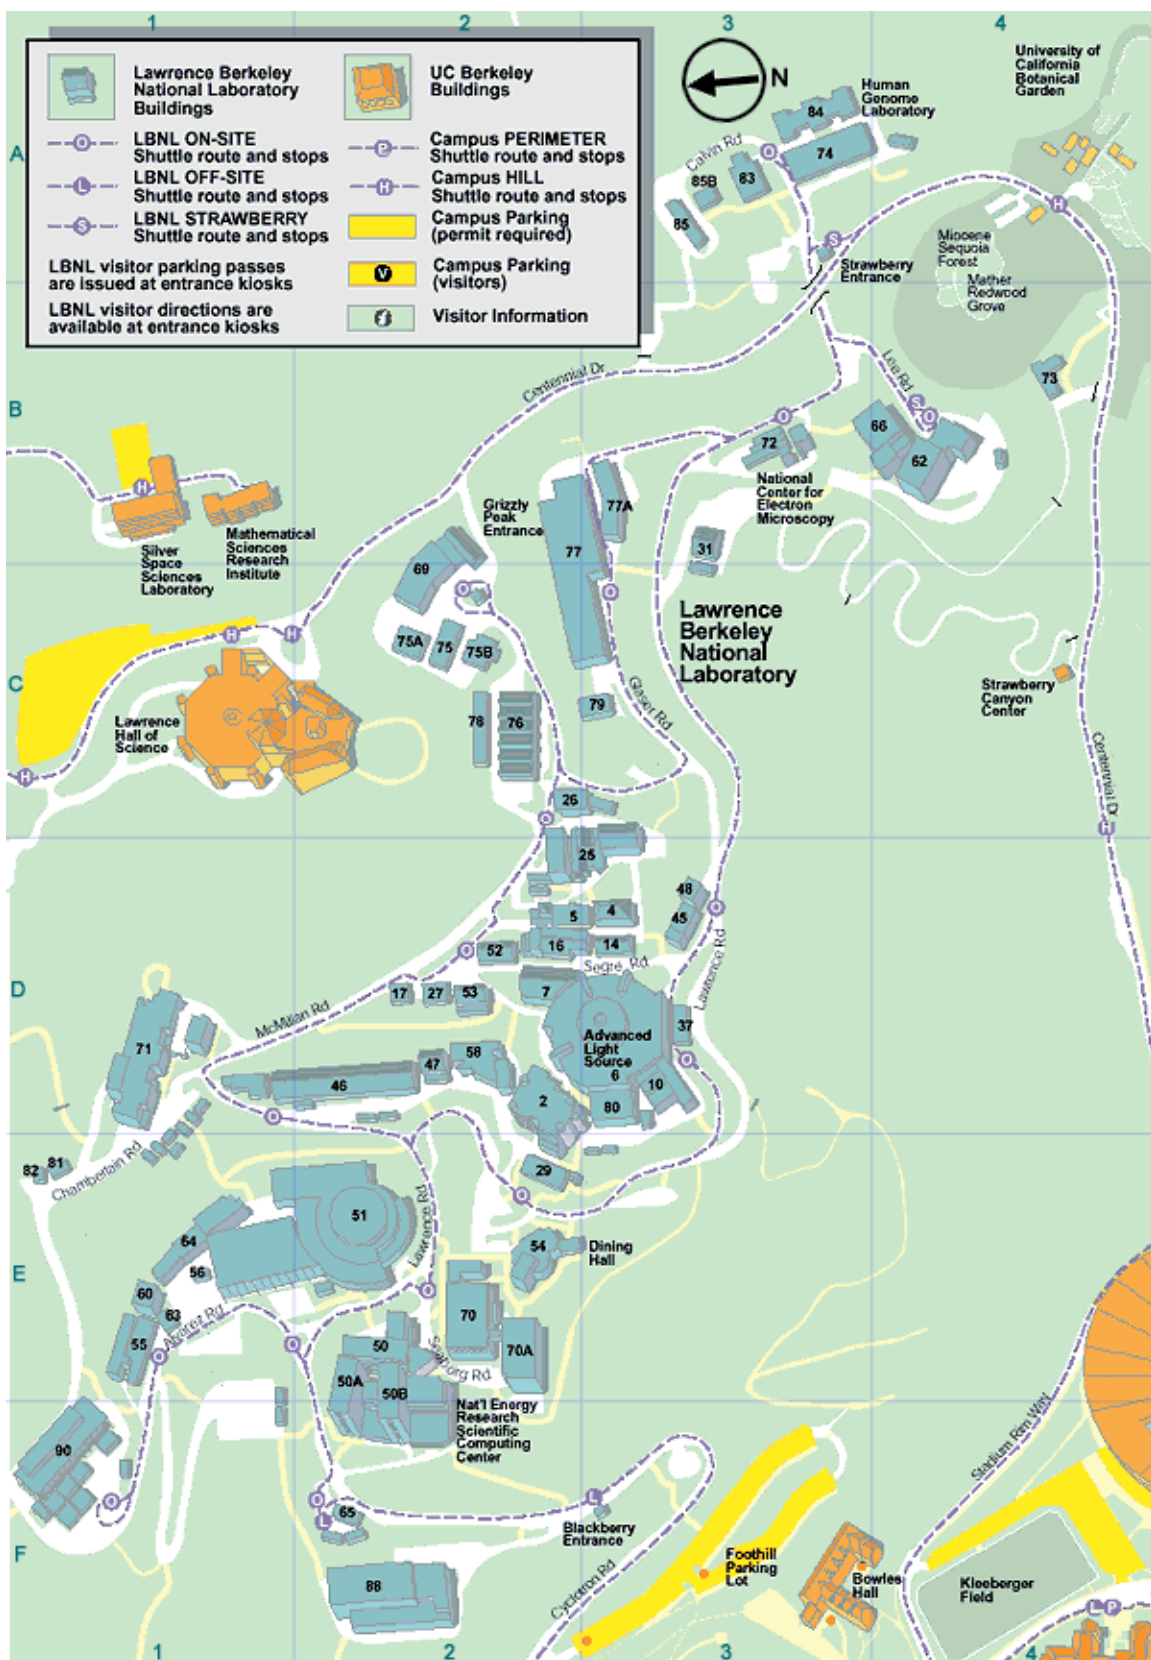 1
2
3
4
Lawrence Berkeley
National Laboratory
Buildings
UC Berkeley
Buildings
O
LBNL ON-SITE
Shuttle route and stops
P
Campus PERIMETER
Shuttle route and stops
L
LBNL OFF-SITE
Shuttle route and stops
H
Campus HILL
Shuttle route and stops
S
LBNL STRAWBERRY
Shuttle route and stops
Campus Parking
(permit required)
LBNL visitor parking passes
are issued at entrance kiosks
V
Campus Parking
(visitors)
LBNL visitor directions are
available at entrance kiosks
Visitor Information
N
University of
California
Botanical
Garden
Human
Genome
Laboratory
84
74
O
Calvin Rd
83
85B
85
A
H
S
Strawberry
Entrance
Miocene
Sequoia
Forest
Mather
Redwood
Grove
Lee Rd
73
Centennial Dr
B
S
O
O
66
62
72
National
Center for
Electron
Microscopy
77A
77
Grizzly
Peak
Entrance
31
H
Silver
Space
Sciences
Laboratory
Mathematical
Sciences
Research
Institute
69
O
O
75A
75
75B
Lawrence
Berkeley
National
Laboratory
H
H
C
Strawberry
Canyon
Center
Lawrence
Hall of
Science
78
76
79
Glaser Rd
Centennial Dr
H
26
O
H
25
48
45
O
5
4
16
14
52
O
Segre Rd
Lawrence Rd
D
17
27
53
7
McMillan Rd
Advanced
Light
Source
6
37
O
71
58
47
46
10
2
80
O
82
81
Chamberlain Rd
29
O
51
Lawrence Rd
64
54
Dining
Hall
56
E
60
63
Alvarez Rd
O
70
55
O
O
50
Seaborg Rd
70A
50A
50B
Nat'l Energy
Research
Scientific
Computing
Center
Stadium Rim Way
90
O
O
L
65
L
Blackberry
Entrance
F
88
Cyclotron Rd
Foothill
Parking
Lot
Bowles
Hall
Kleeberger
Field
L
P
1
2
3
4